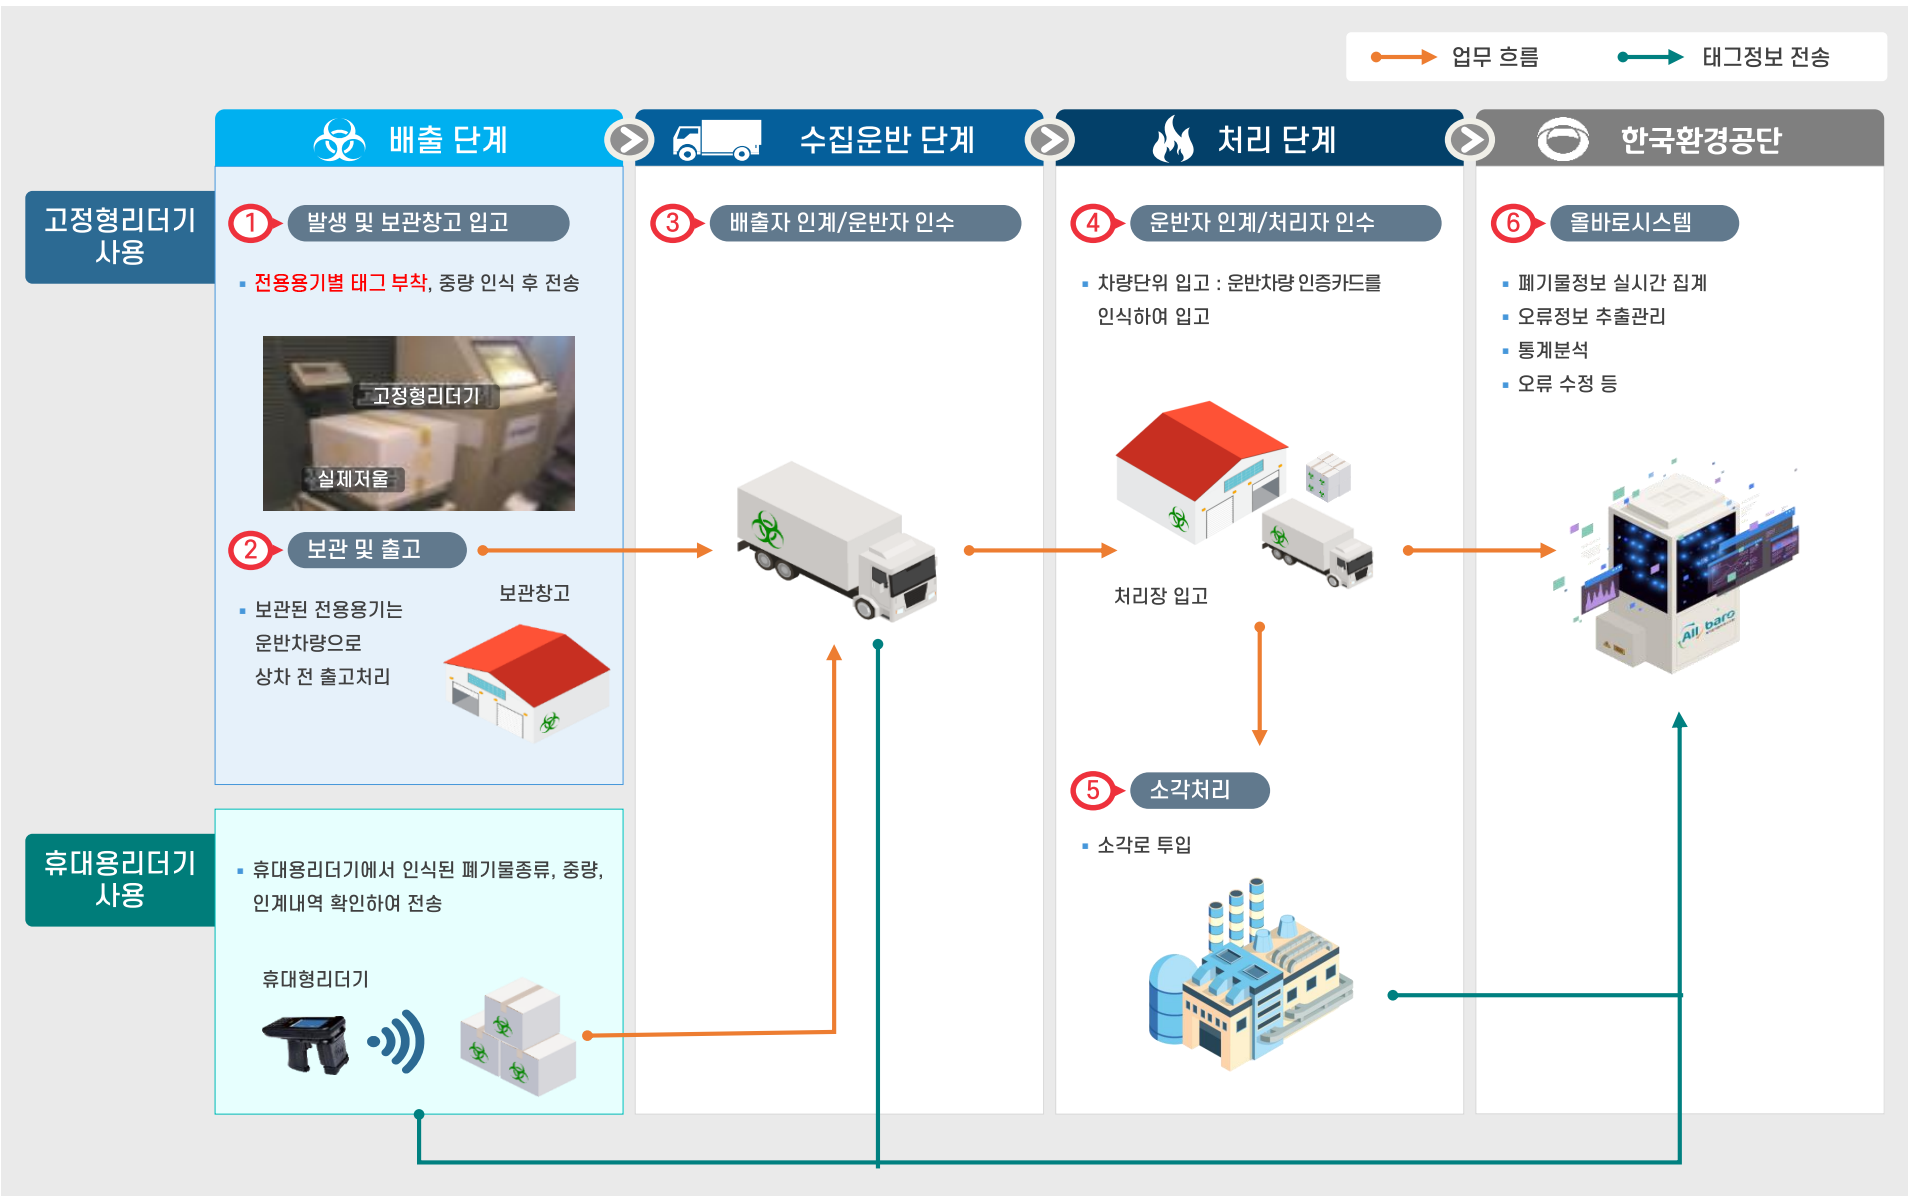 업무 흐름
태그정보 전송
배출 단계
수집운반 단계
처리 단계
한국환경공단
고정형리더기
사용
1 발생 및 보관창고 입고
전용용기별 태그 부착, 중량 인식 후 전송
고정형리더기
실제저울
2 보관 및 출고
보관된 전용용기는
운반차량으로
상차 전 출고처리
보관창고
3 배출자 인계/운반자 인수
4 운반자 인계/처리자 인수
차량단위 입고 : 운반차량 인증카드를
인식하여 입고
처리장 입고
5 소각처리
소각로 투입
6 올바로시스템
폐기물정보 실시간 집계
오류정보 추출관리
통계분석
오류 수정 등
Allbaro
휴대용리더기
사용
휴대용리더기에서 인식된 폐기물종류, 중량,
인계내역 확인하여 전송
휴대형리더기